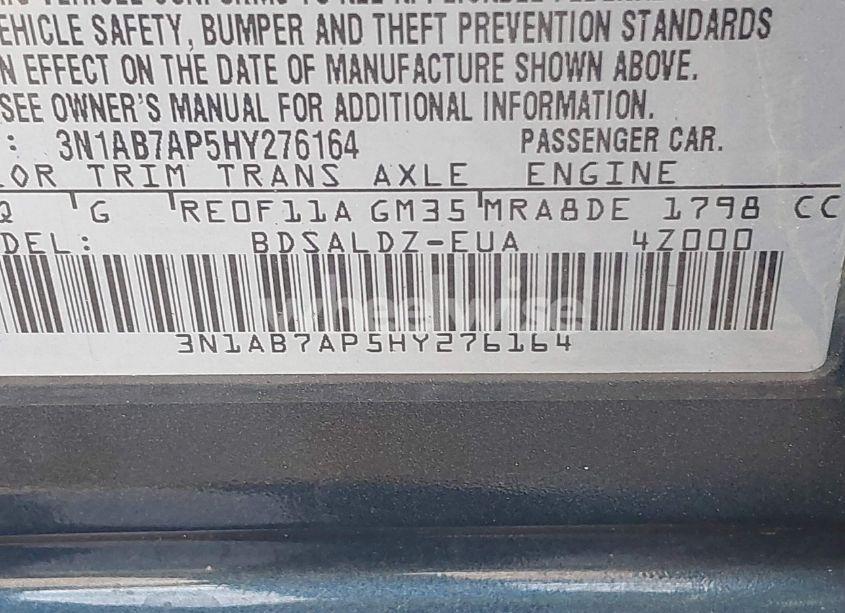 EHICLE SAFETY, BUMPER AND THEFT PREVENTION STANDARDS
N EFFECT ON THE DATE OF MANUFACTURE SHOWN ABOVE.
SEE OWNER'S MANUAL FOR ADDITIONAL INFORMATION.
: 3N1AB7AP5HY276164 PASSENGER CAR.
LOR TRIM TRANS AXLE ENGINE
G RE0F11A GM35 MRA8DE 1798 CC
DEL: BDSALDZ-EUA 4Z000
wheelwise
3N1AB7AP5HY276164